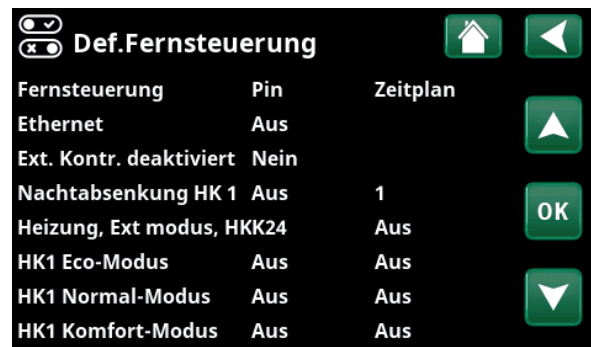 Def.Fernsteuerung
Fernsteuerung Pin Zeitplan
Ethernet Aus
Ext. Kontr. deaktiviert Nein
Nachtabsenkung HK 1 Aus 1
OK
Heizung, Ext modus, HKK24 Aus
HK1 Eco-Modus Aus Aus
HK1 Normal-Modus Aus Aus
HK1 Komfort-Modus Aus Aus